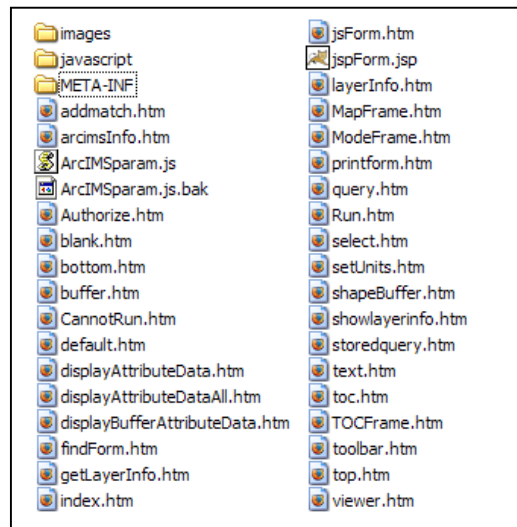 images
javascript
META-INF
addmatch.htm
arcimsInfo.htm
ArcIMSparam.js
ArcIMSparam.js.bak
Authorize.htm
blank.htm
bottom.htm
buffer.htm
CannotRun.htm
default.htm
displayAttributeData.htm
displayAttributeDataAll.htm
displayBufferAttributeData.htm
findForm.htm
getLayerInfo.htm
index.htm
jsForm.htm
jspForm.jsp
layerInfo.htm
MapFrame.htm
ModeFrame.htm
printform.htm
query.htm
Run.htm
select.htm
setUnits.htm
shapeBuffer.htm
showlayerinfo.htm
storedquery.htm
text.htm
toc.htm
TOCFrame.htm
toolbar.htm
top.htm
viewer.htm